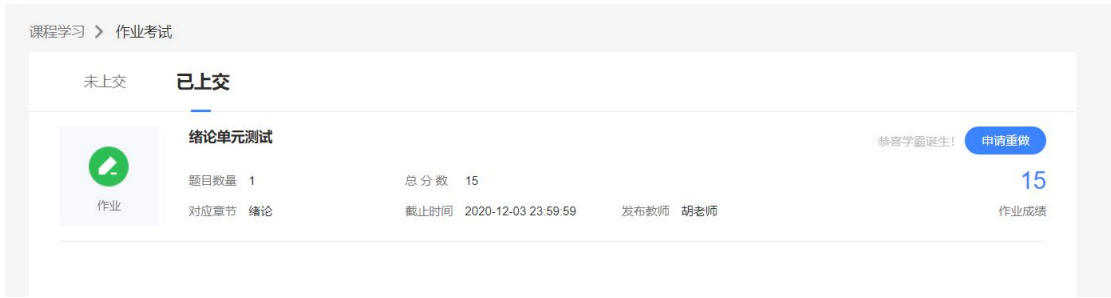 课程学习 > 作业考试
未上交 已上交
绪论单元测试 恭喜学霸诞生! 申请重做
题目数量 1 总分数 15 15
作业 对应章节 绪论 截止时间 2020-12-03 23:59:59 发布教师 胡老师 作业成绩